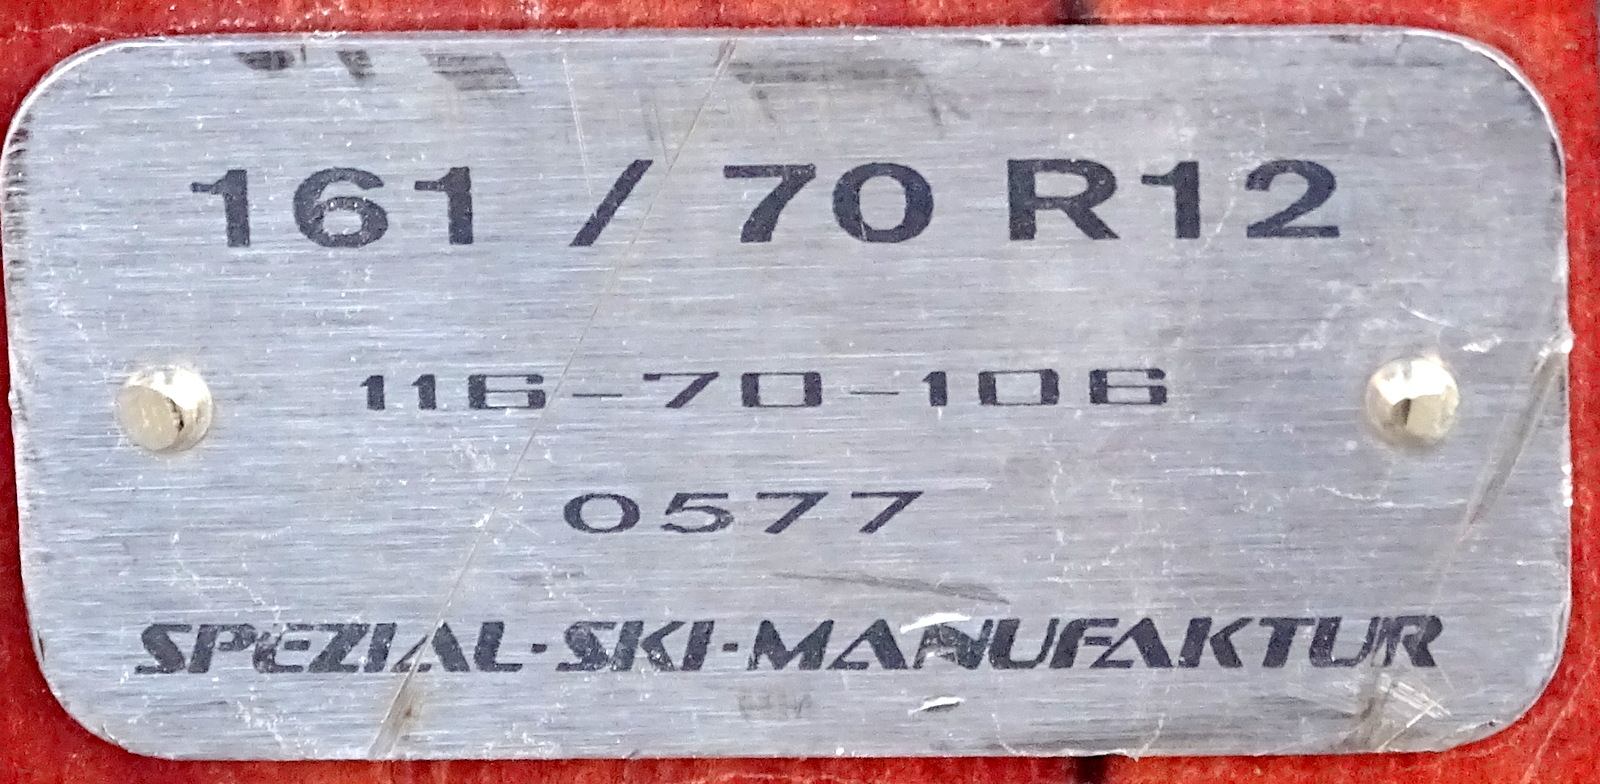 161 / 70 R12
116-70-106
0577
SPEZIAL-SKI-MANUFAKTUR